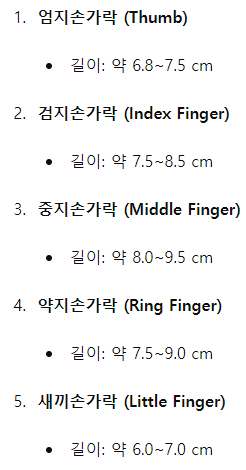 1. 엄지손가락 (Thumb)
• 길이: 약 6.8~7.5 cm
2. 검지손가락 (Index Finger)
• 길이: 약 7.5~8.5 cm
3. 중지손가락 (Middle Finger)
• 길이: 약 8.0~9.5 cm
4. 약지손가락 (Ring Finger)
• 길이: 약 7.5~9.0 cm
5. 새끼손가락 (Little Finger)
• 길이: 약 6.0~7.0 cm